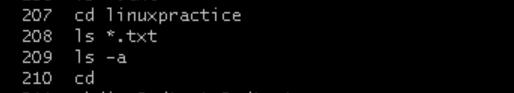 207 cd linuxpractice
208 ls *.txt
209 ls -a
210 cd